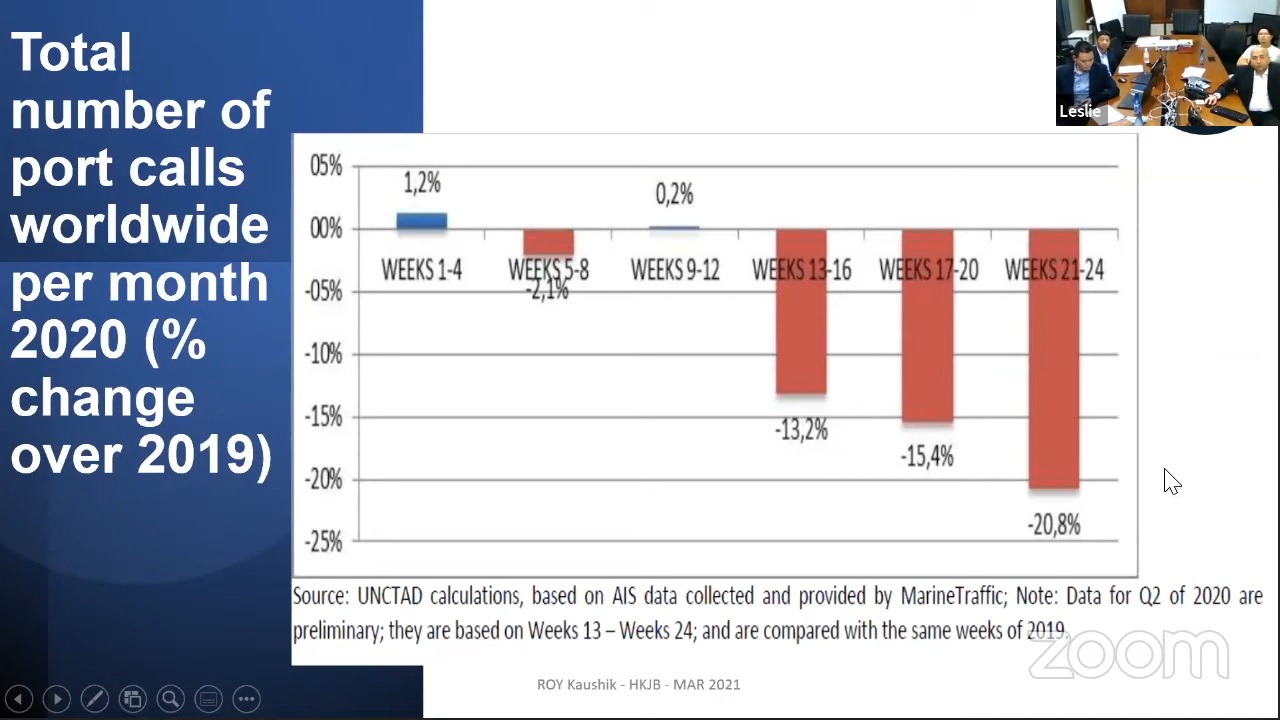 Total
number of
port calls
worldwide
per month
2020 (%
change
over 2019)
Leslie
05%
00%
-05%
-10%
-15%
-20%
-25%
1,2%
0,2%
WEEKS 1-4
WEEKS 5-8
WEEKS 9-12
WEEKS 13-16
WEEKS 17-20
WEEKS 21-24
-2,1%
-13,2%
-15,4%
-20,8%
Source: UNCTAD calculations, based on AIS data collected and provided by MarineTraffic; Note: Data for Q2 of 2020 are
preliminary; they are based on Weeks 13 – Weeks 24; and are compared with the same weeks of 2019.
zoom
ROY Kaushik - HKJB - MAR 2021